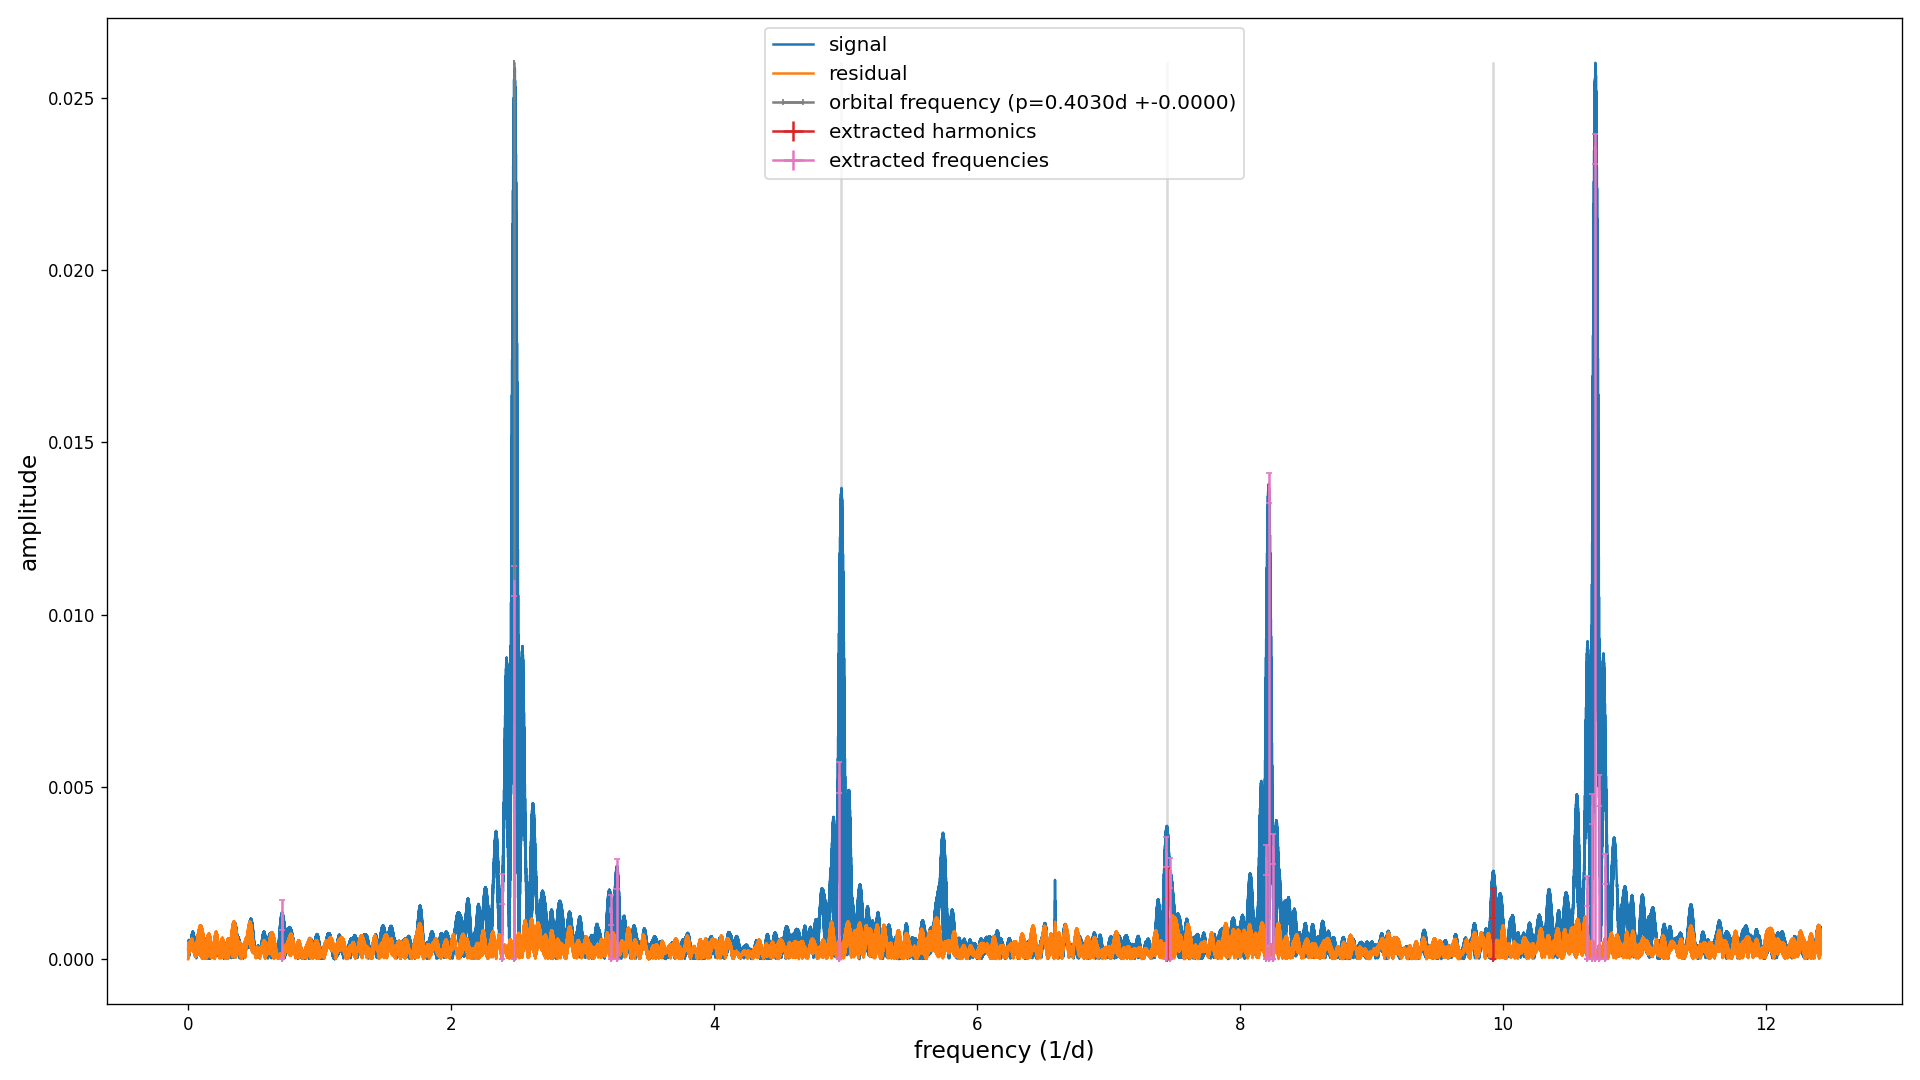 signal
residual
orbital frequency (p=0.4030d +-0.0000)
extracted harmonics
extracted frequencies
amplitude
0.025
0.020
0.015
0.010
0.005
0.000
0 2 4 6 8 10 12
frequency (1/d)